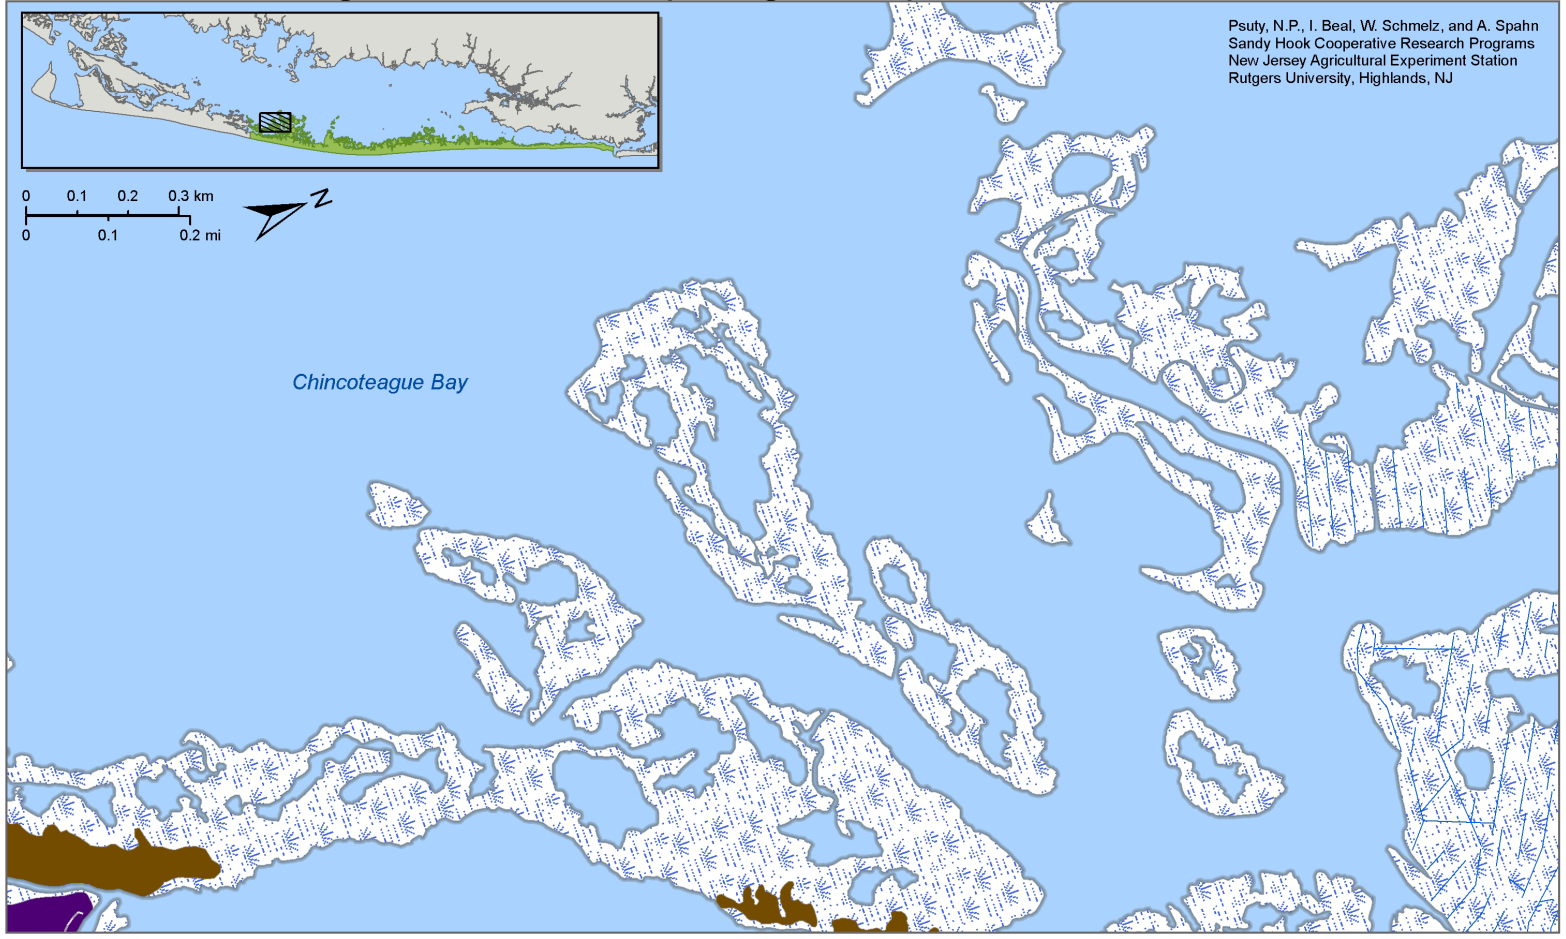 Psuty, N.P., I. Beal, W. Schmelz, and A. Spahn
Sandy Hook Cooperative Research Programs
New Jersey Agricultural Experiment Station
Rutgers University, Highlands, NJ
0 0.1 0.2 0.3 km
0 0.1 0.2 mi
N
Chincoteague Bay